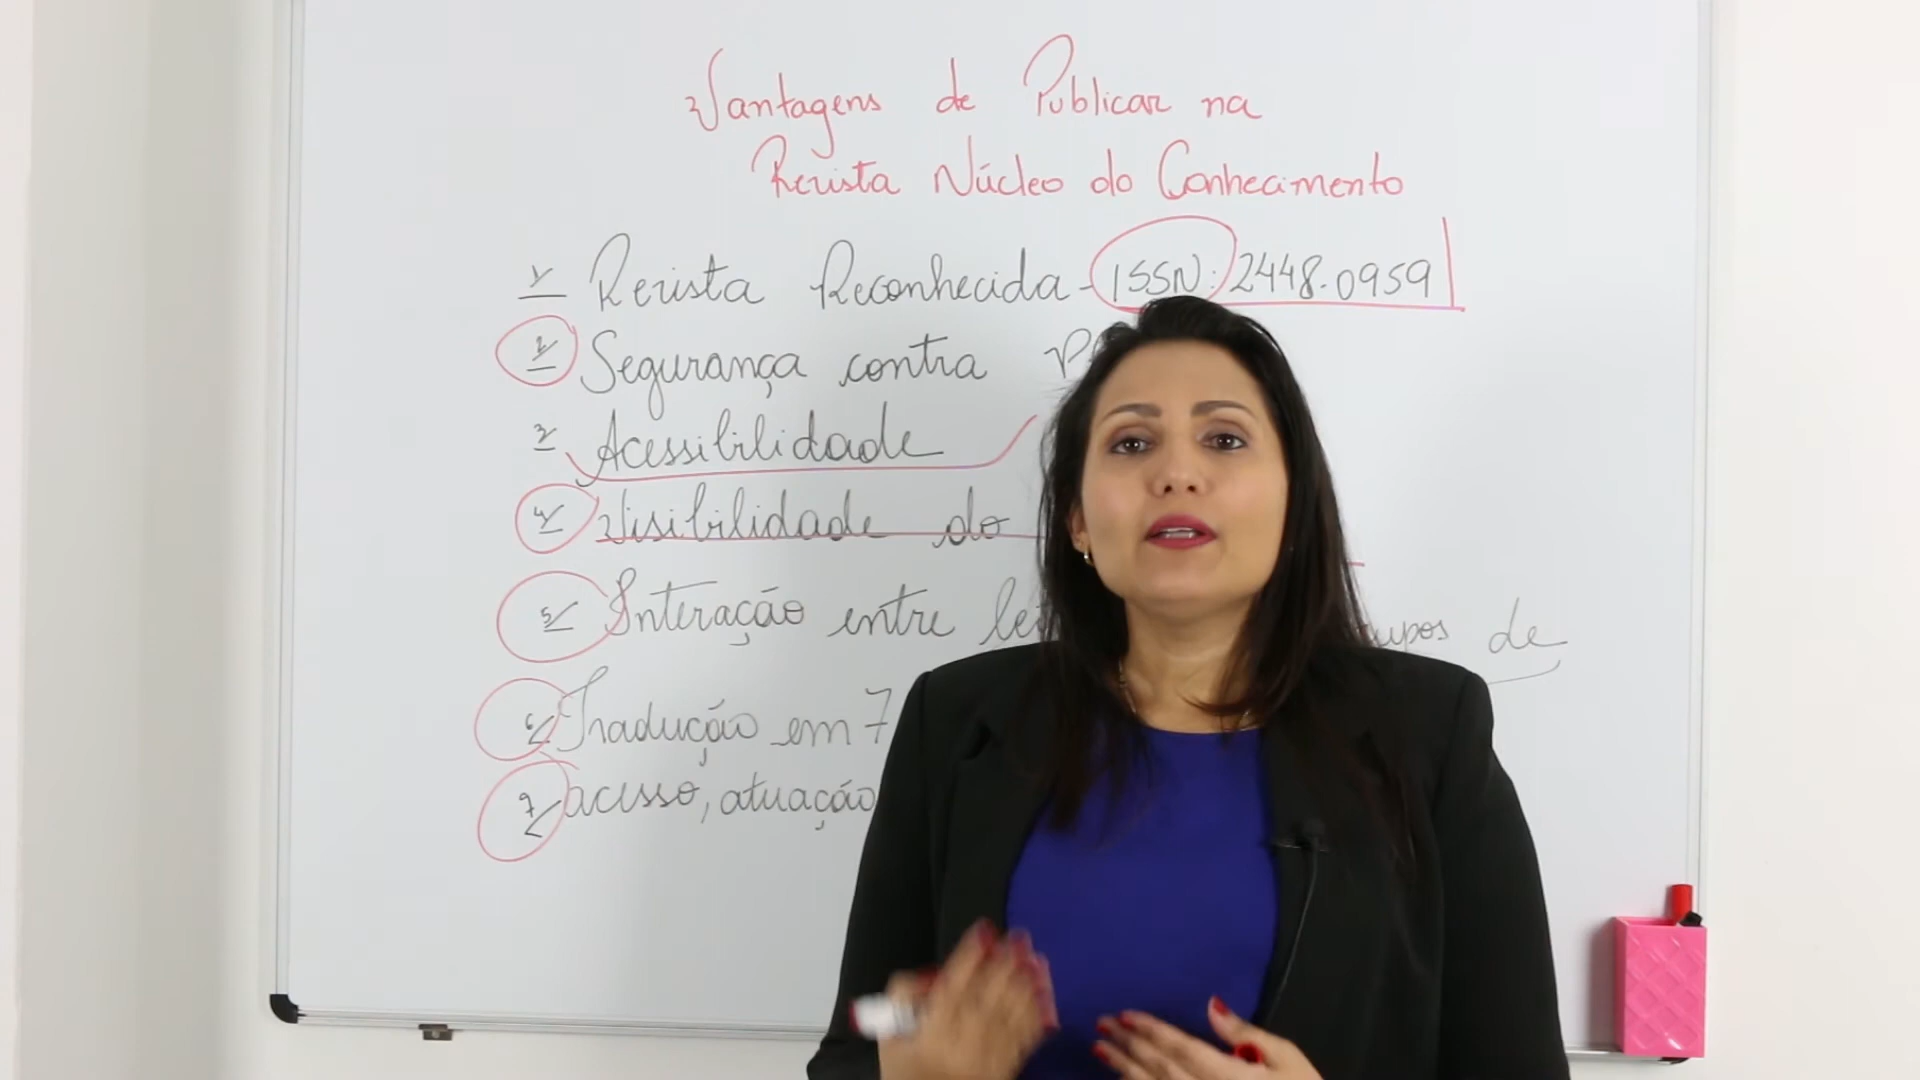 Vantagens de Publicar na
Revista Núcleo do Conhecimento
1 Revista Reconhecida - ISSN: 2448.0959
2 Segurança contra
3 Acessibilidade
4 Visibilidade do
5 Interação entre de
6 Tradução em 7
7 acesso, atuação